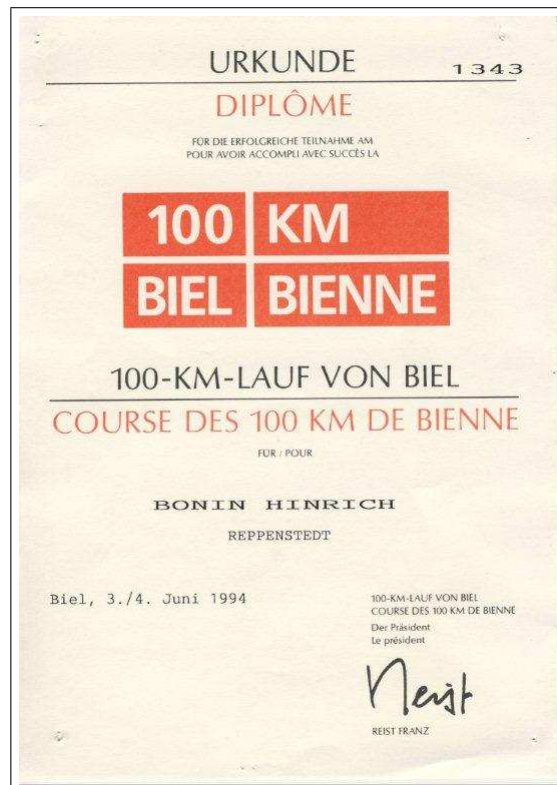 URKUNDE
1343
DIPLÔME
FÜR DIE ERFOLGREICHE TEILNAHME AM
POUR AVOIR ACCOMPLI AVEC SUCCÈS LA
100 KM
BIEL BIENNE
100-KM-LAUF VON BIEL
COURSE DES 100 KM DE BIENNE
FÜR / POUR
BONIN HINRICH
REPPENSTEDT
Biel, 3./4. Juni 1994
100-KM-LAUF VON BIEL
COURSE DES 100 KM DE BIENNE
Der Präsident
Le président
Reist
REIST FRANZ